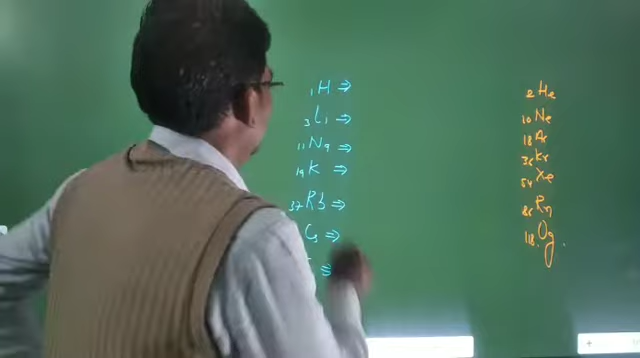 ₁H ⇒
₃Li ⇒
₁₁Na ⇒
₁₉K ⇒
₃₇Rb ⇒
Cs ⇒
⇒
₂He
₁₀Ne
₁₈Ar
₃₆Kr
₅₄Xe
₈₆Rn
₁₁₈Og